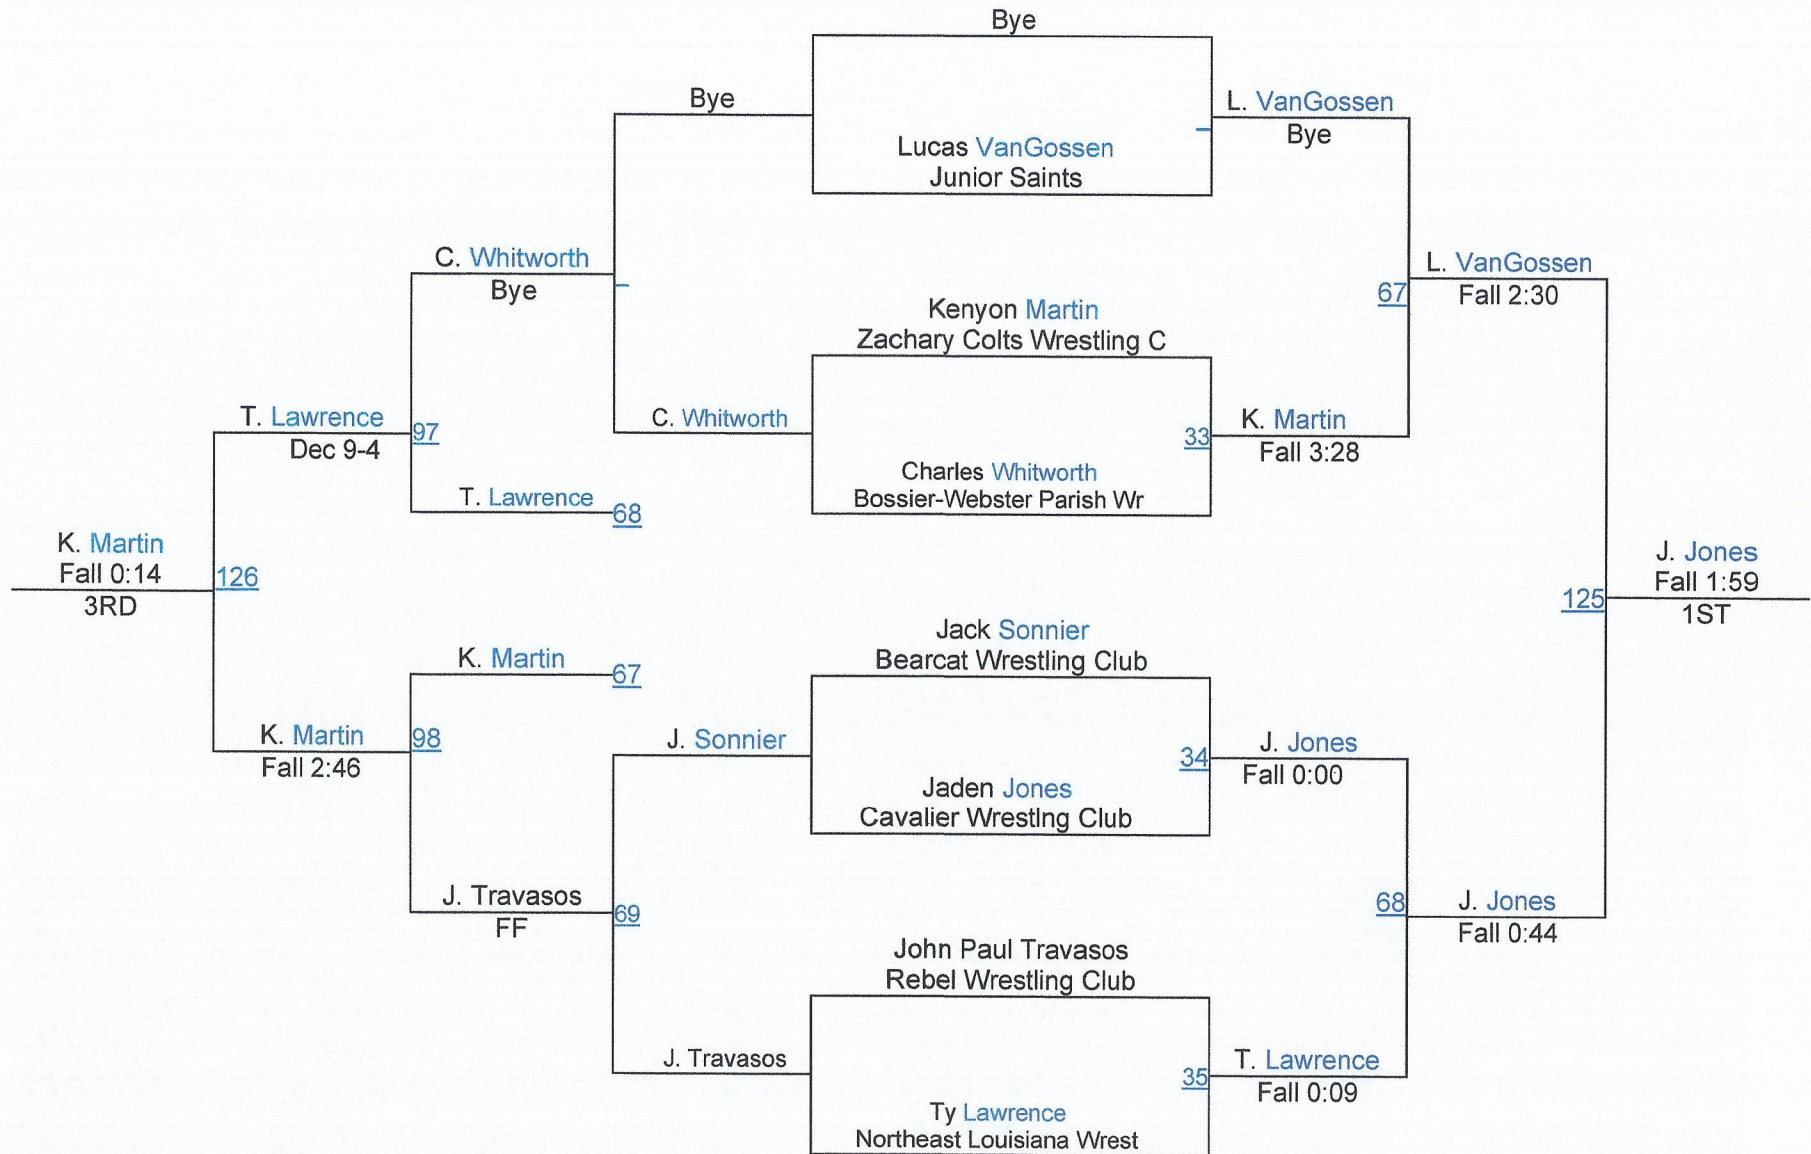 Bye
Bye
Lucas VanGossen
Junior Saints
L. VanGossen
Bye
C. Whitworth
Bye
Kenyon Martin
Zachary Colts Wrestling C
67
L. VanGossen
Fall 2:30
T. Lawrence
Dec 9-4
97
C. Whitworth
33
K. Martin
Fall 3:28
Charles Whitworth
Bossier-Webster Parish Wr
T. Lawrence
68
K. Martin
Fall 0:14
3RD
126
125
J. Jones
Fall 1:59
1ST
Jack Sonnier
Bearcat Wrestling Club
K. Martin
67
K. Martin
Fall 2:46
98
J. Sonnier
34
J. Jones
Fall 0:00
Jaden Jones
Cavalier Wrestlng Club
J. Travasos
FF
69
68
J. Jones
Fall 0:44
John Paul Travasos
Rebel Wrestling Club
J. Travasos
35
T. Lawrence
Fall 0:09
Ty Lawrence
Northeast Louisiana Wrest